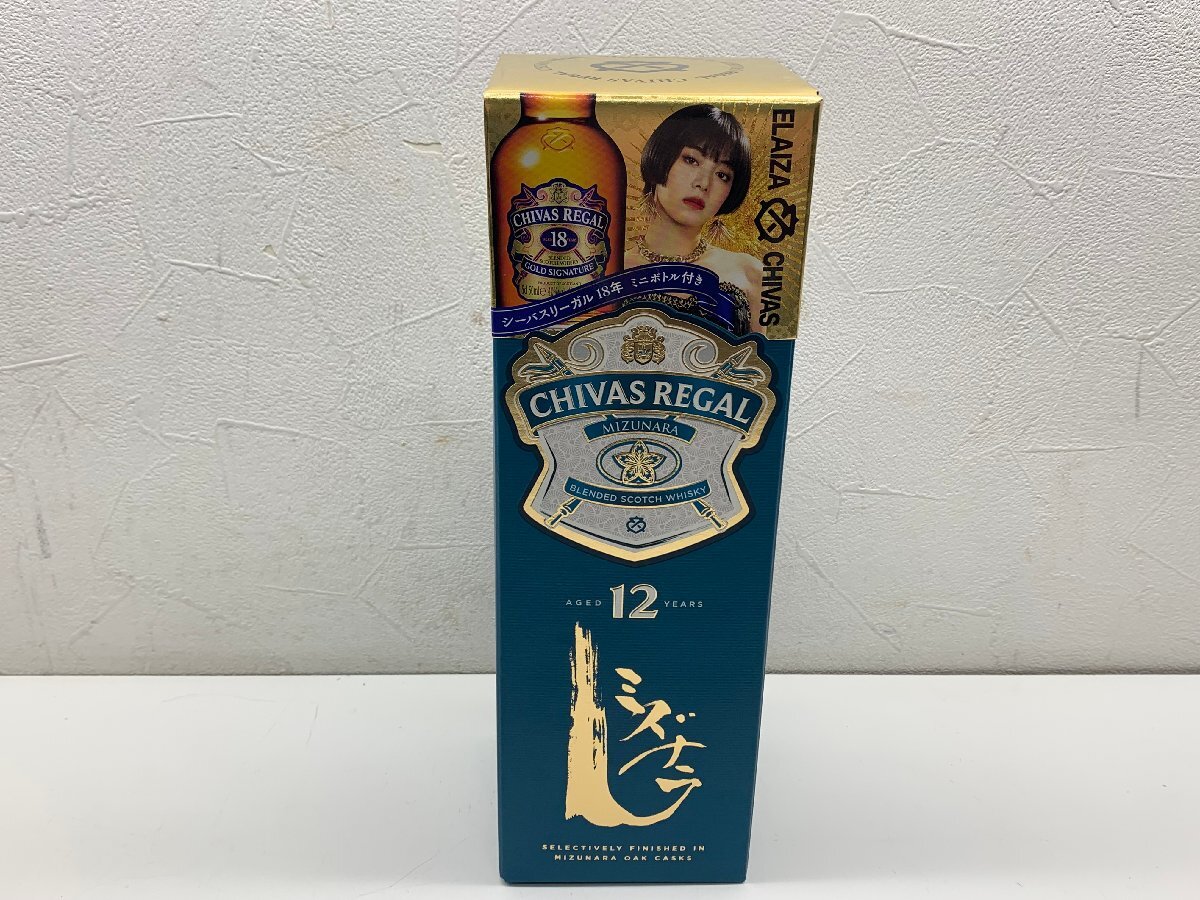 CHIVAS REGAL
ELAIZA CHIVAS
CHIVAS REGAL
18
GOLD SIGNATURE
シーバスリーガル 18年 ミニボトル付き
CHIVAS REGAL
MIZUNARA
BLENDED SCOTCH WHISKY
AGED 12 YEARS
ミズナラ
SELECTIVELY FINISHED IN
MIZUNARA OAK CASKS